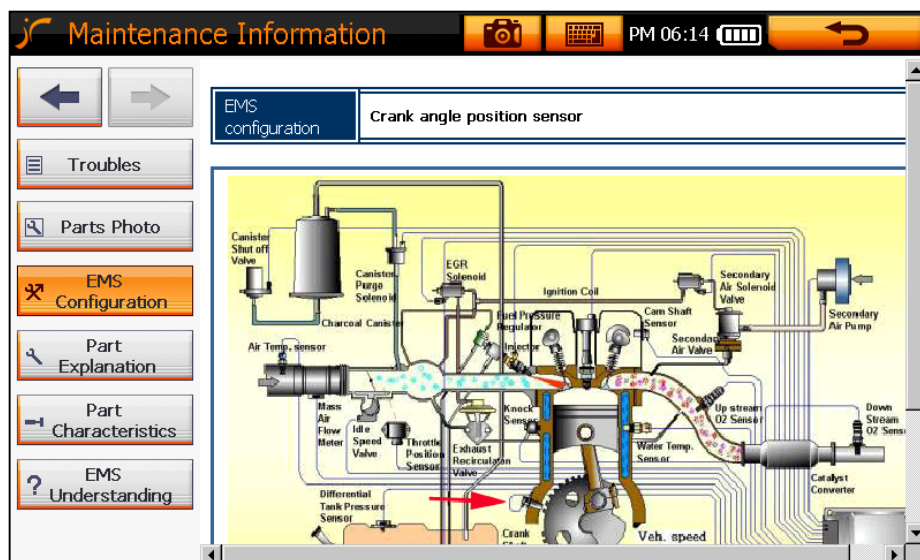 Maintenance Information
PM 06:14
Troubles
Parts Photo
EMS
Configuration
Part
Explanation
Part
Characteristics
EMS
Understanding
EMS
configuration
Crank angle position sensor
Canister
Shut off
Valve
Canister
Purge
Solenoid
Charcoal Canister
EGR
Solenoid
Ignition Coil
Secondary
Air Solenoid
Valve
Secondary
Air Pump
Fuel Pressure
Regulator
Injector
Cam Shaft
Sensor
Secondary
Air Valve
Air Temp. sensor
Mass
Air
Flow
Meter
Idle
Speed
Valve
Throttle
Position
Sensor
Exhaust
Recirculation
Valve
Knock
Sensor
Water Temp.
Sensor
Up stream
O2 Sensor
Down
Stream
O2 Sens
Catalyst
Converter
Differential
Tank Pressure
Sensor
Crank
Veh. speed